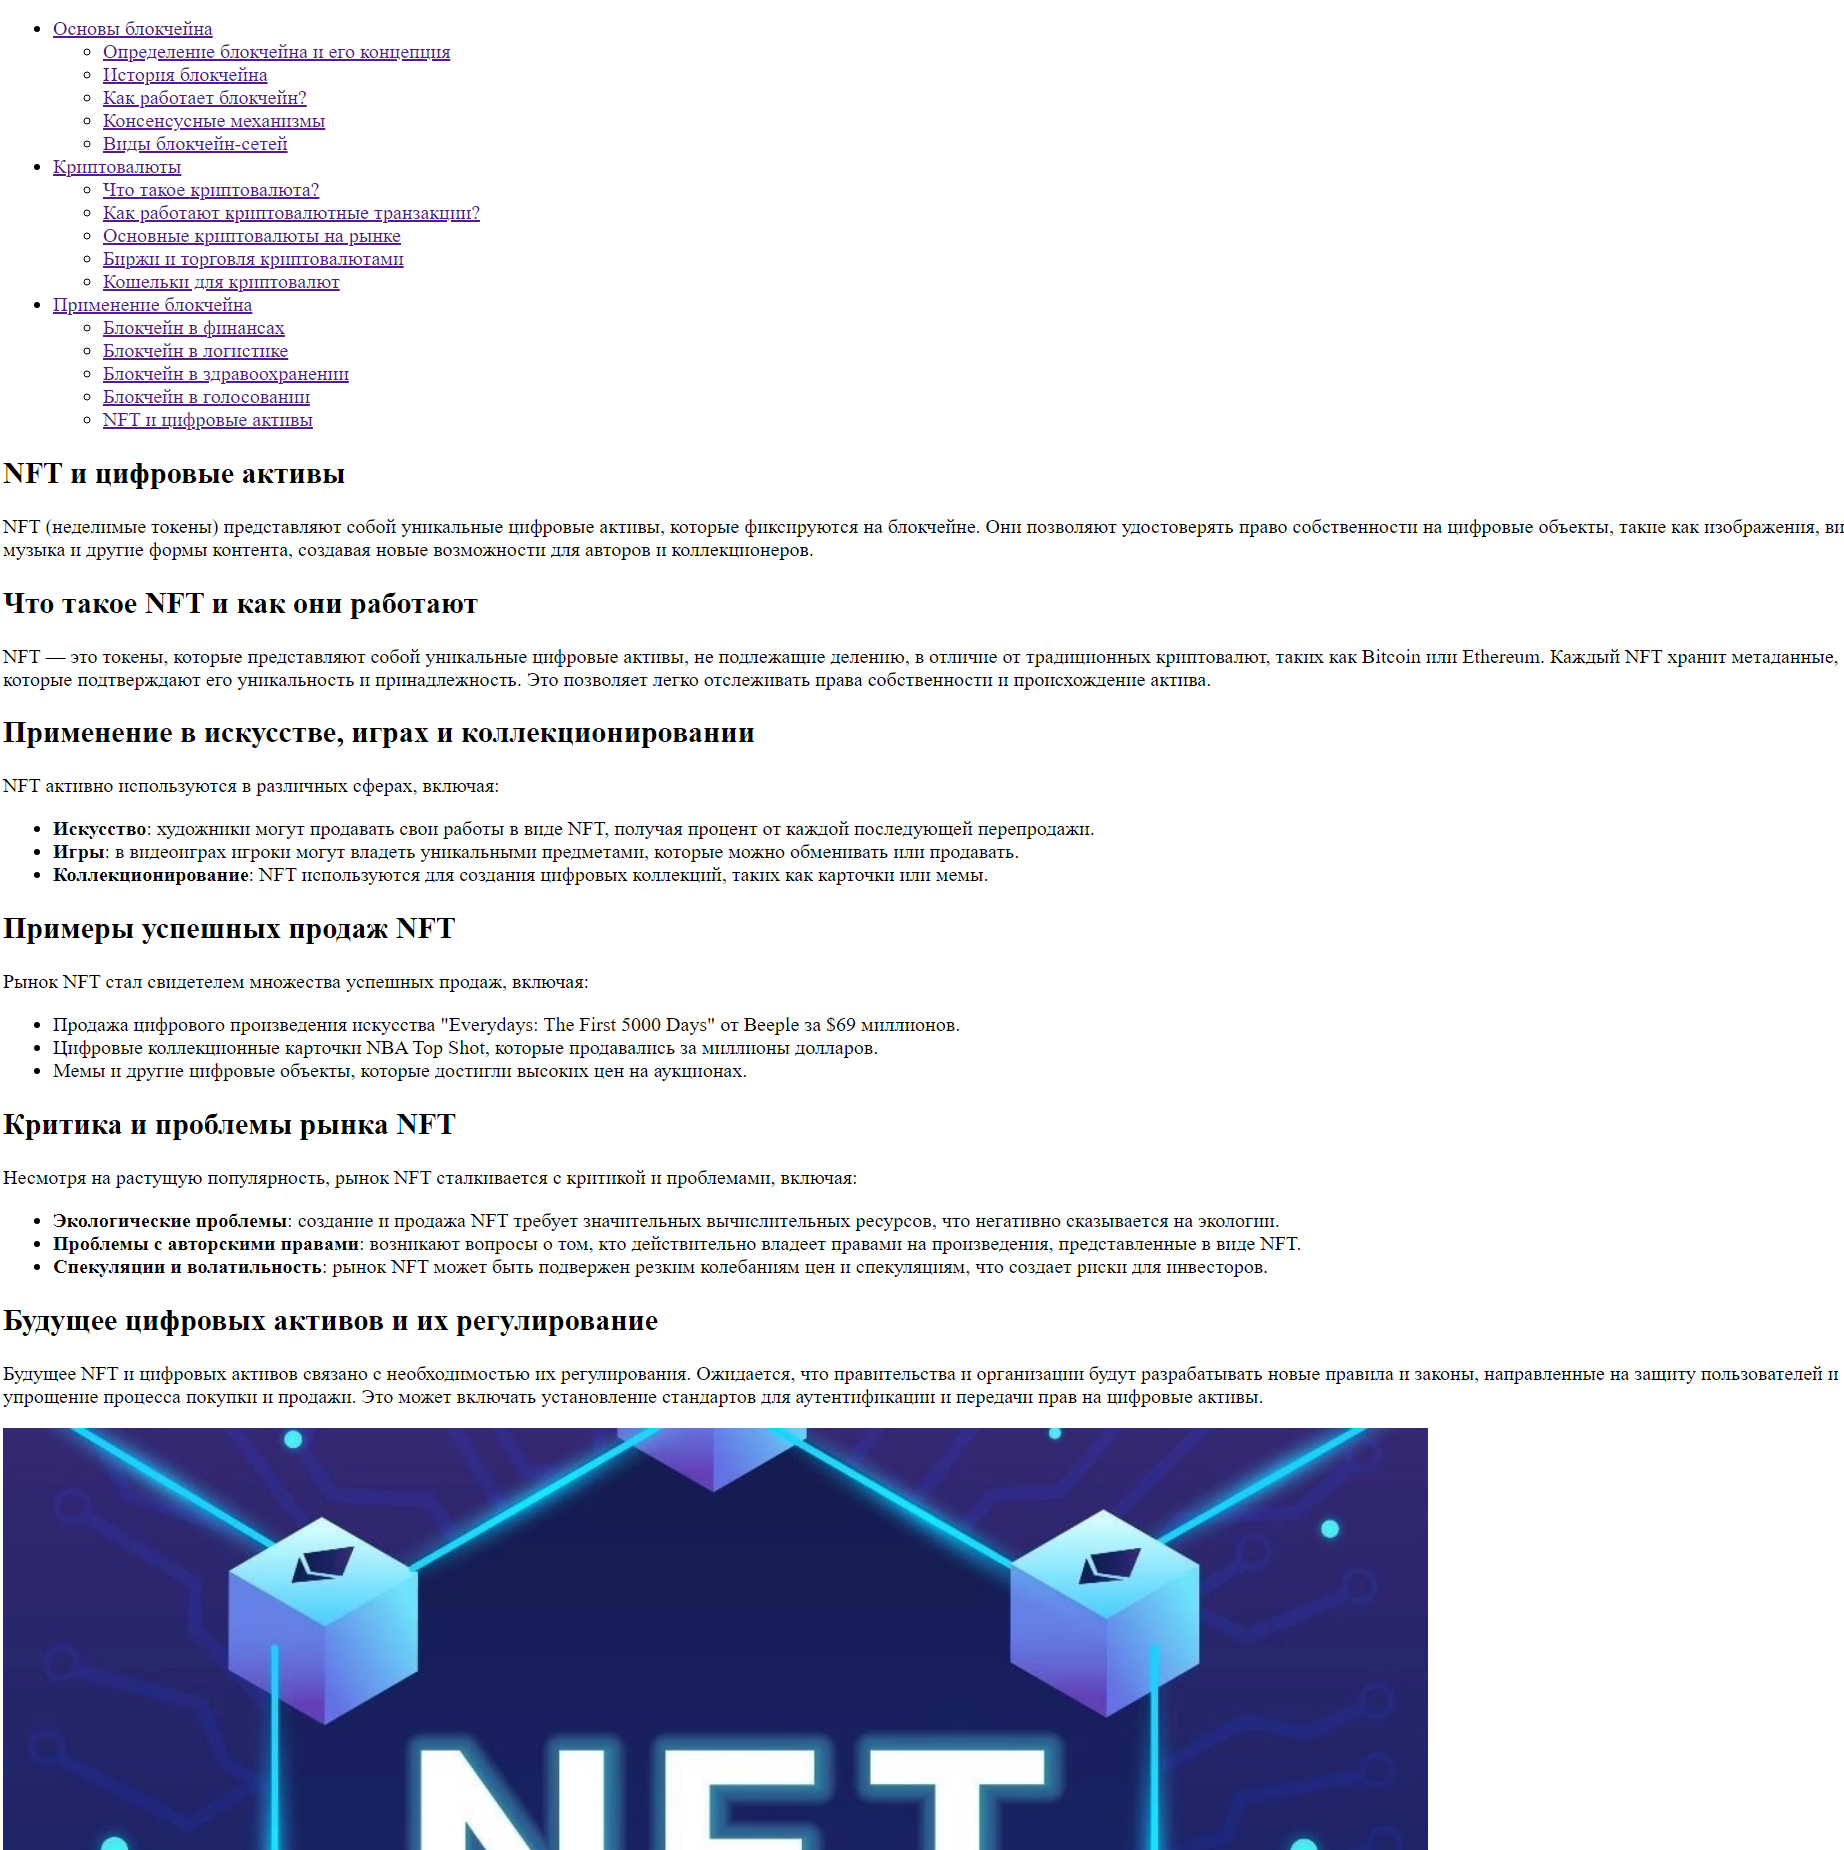 Основы блокчейна
Определение блокчейна и его концепция
История блокчейна
Как работает блокчейн?
Консенсусные механизмы
Виды блокчейн-сетей
Криптовалюты
Что такое криптовалюта?
Как работают криптовалютные транзакции?
Основные криптовалюты на рынке
Биржи и торговля криптовалютами
Кошельки для криптовалют
Применение блокчейна
Блокчейн в финансах
Блокчейн в логистике
Блокчейн в здравоохранении
Блокчейн в голосовании
NFT и цифровые активы
NFT и цифровые активы
NFT (неделимые токены) представляют собой уникальные цифровые активы, которые фиксируются на блокчейне. Они позволяют удостоверять право собственности на цифровые объекты, такие как изображения, ви
музыка и другие формы контента, создавая новые возможности для авторов и коллекционеров.
Что такое NFT и как они работают
NFT — это токены, которые представляют собой уникальные цифровые активы, не подлежащие делению, в отличие от традиционных криптовалют, таких как Bitcoin или Ethereum. Каждый NFT хранит метаданные,
которые подтверждают его уникальность и принадлежность. Это позволяет легко отслеживать права собственности и происхождение актива.
Применение в искусстве, играх и коллекционировании
NFT активно используются в различных сферах, включая:
Искусство: художники могут продавать свои работы в виде NFT, получая процент от каждой последующей перепродажи.
Игры: в видеоиграх игроки могут владеть уникальными предметами, которые можно обменивать или продавать.
Коллекционирование: NFT используются для создания цифровых коллекций, таких как карточки или мемы.
Примеры успешных продаж NFT
Рынок NFT стал свидетелем множества успешных продаж, включая:
Продажа цифрового произведения искусства "Everydays: The First 5000 Days" от Beeple за $69 миллионов.
Цифровые коллекционные карточки NBA Top Shot, которые продавались за миллионы долларов.
Мемы и другие цифровые объекты, которые достигли высоких цен на аукционах.
Критика и проблемы рынка NFT
Несмотря на растущую популярность, рынок NFT сталкивается с критикой и проблемами, включая:
Экологические проблемы: создание и продажа NFT требует значительных вычислительных ресурсов, что негативно сказывается на экологии.
Проблемы с авторскими правами: возникают вопросы о том, кто действительно владеет правами на произведения, представленные в виде NFT.
Спекуляции и волатильность: рынок NFT может быть подвержен резким колебаниям цен и спекуляциям, что создает риски для инвесторов.
Будущее цифровых активов и их регулирование
Будущее NFT и цифровых активов связано с необходимостью их регулирования. Ожидается, что правительства и организации будут разрабатывать новые правила и законы, направленные на защиту пользователей и
упрощение процесса покупки и продажи. Это может включать установление стандартов для аутентификации и передачи прав на цифровые активы.
NFT